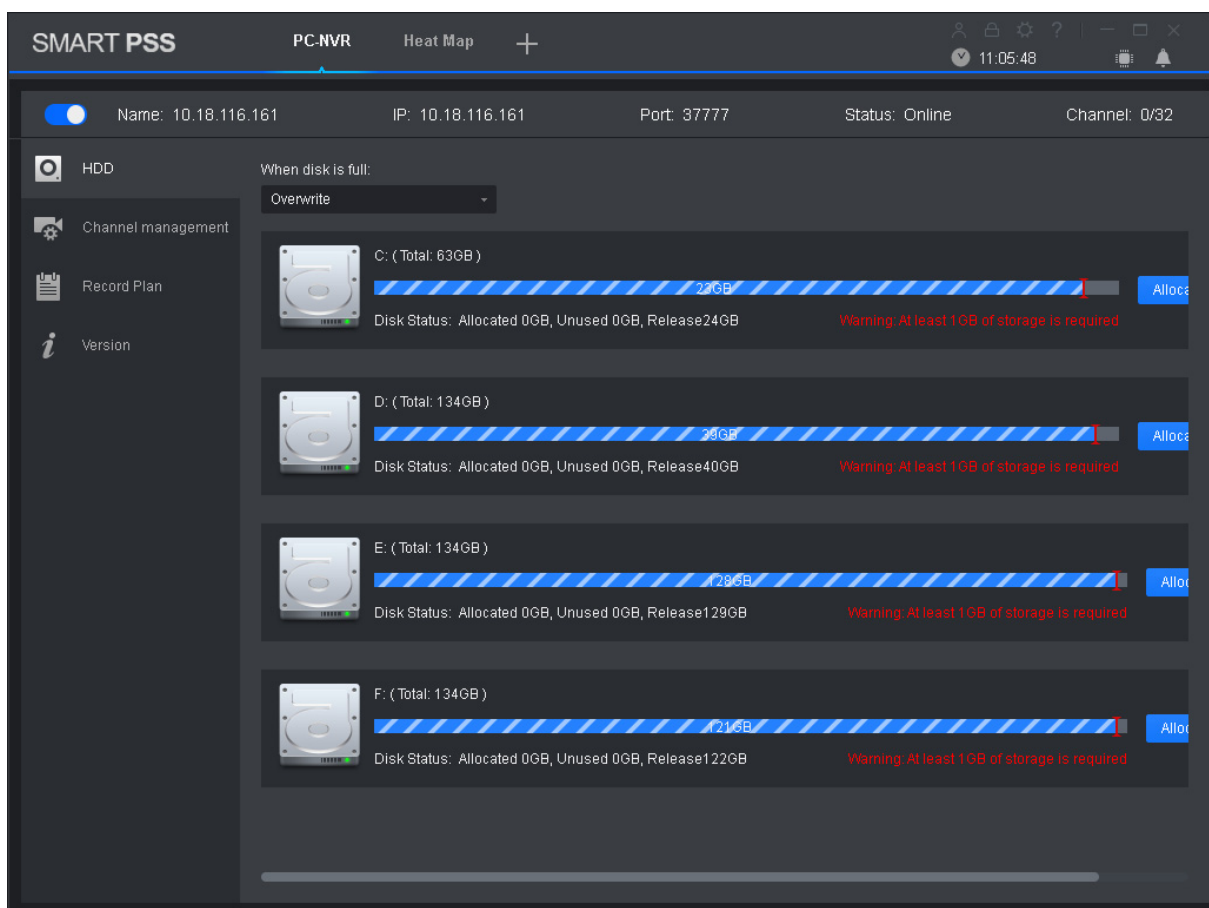 SMART PSS
PC-NVR
Heat Map
11:05:48
Name: 10.18.116.161
IP: 10.18.116.161
Port: 37777
Status: Online
Channel: 0/32
HDD
Channel management
Record Plan
Version
When disk is full:
Overwrite
C: ( Total: 63GB )
23GB
Alloca
Disk Status: Allocated 0GB, Unused 0GB, Release24GB
Warning: At least 1GB of storage is required
D: ( Total: 134GB )
39GB
Alloca
Disk Status: Allocated 0GB, Unused 0GB, Release40GB
Warning: At least 1GB of storage is required
E: ( Total: 134GB )
128GB
Alloc
Disk Status: Allocated 0GB, Unused 0GB, Release129GB
Warning: At least 1GB of storage is required
F: ( Total: 134GB )
121GB
Alloc
Disk Status: Allocated 0GB, Unused 0GB, Release122GB
Warning: At least 1GB of storage is required